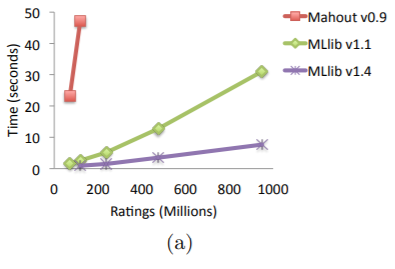 50
40
30
20
10
0
Time (seconds)
0 200 400 600 800 1000
Ratings (Millions)
Mahout v0.9
MLlib v1.1
MLlib v1.4
(a)